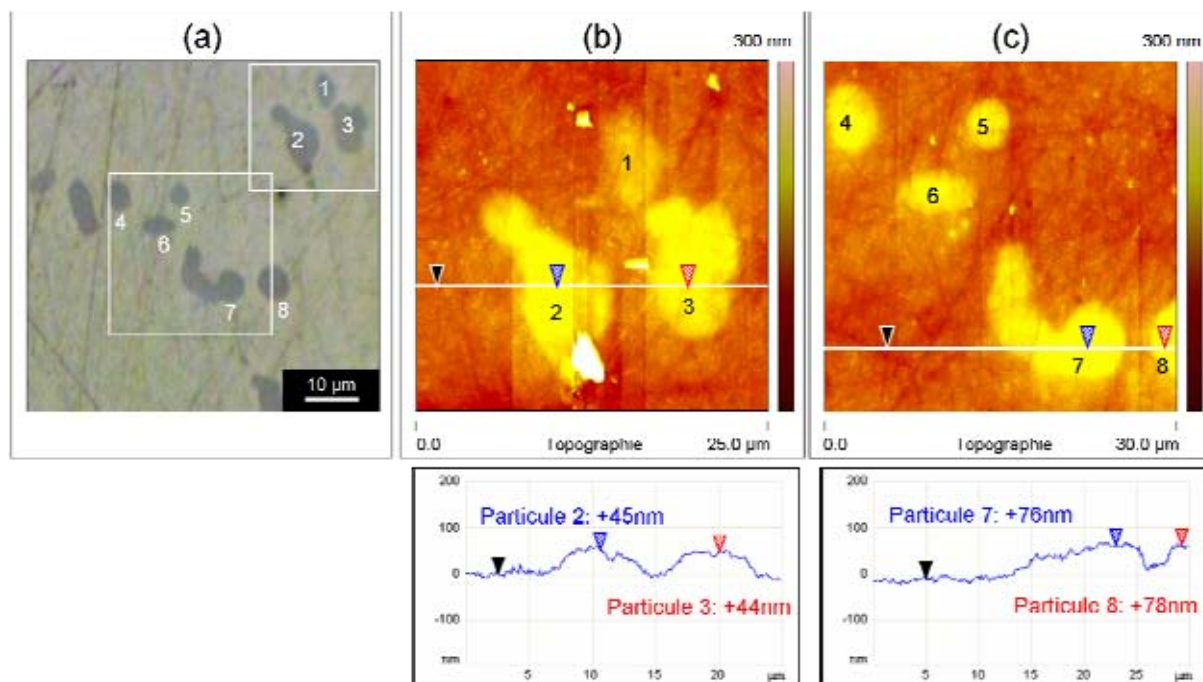 (a)
1
2
3
4
5
6
7
8
10 µm
(b)
300 nm
1
2
3
0.0 Topographie 25.0 µm
(c)
300 nm
4
5
6
7
8
0.0 Topographie 30.0 µm
200
Particule 2: +45nm
100
0
Particule 3: +44nm
-100
nm
5 10 15 20 µm
200
Particule 7: +76nm
100
0
Particule 8: +78nm
-100
nm
5 10 15 20 25 µm